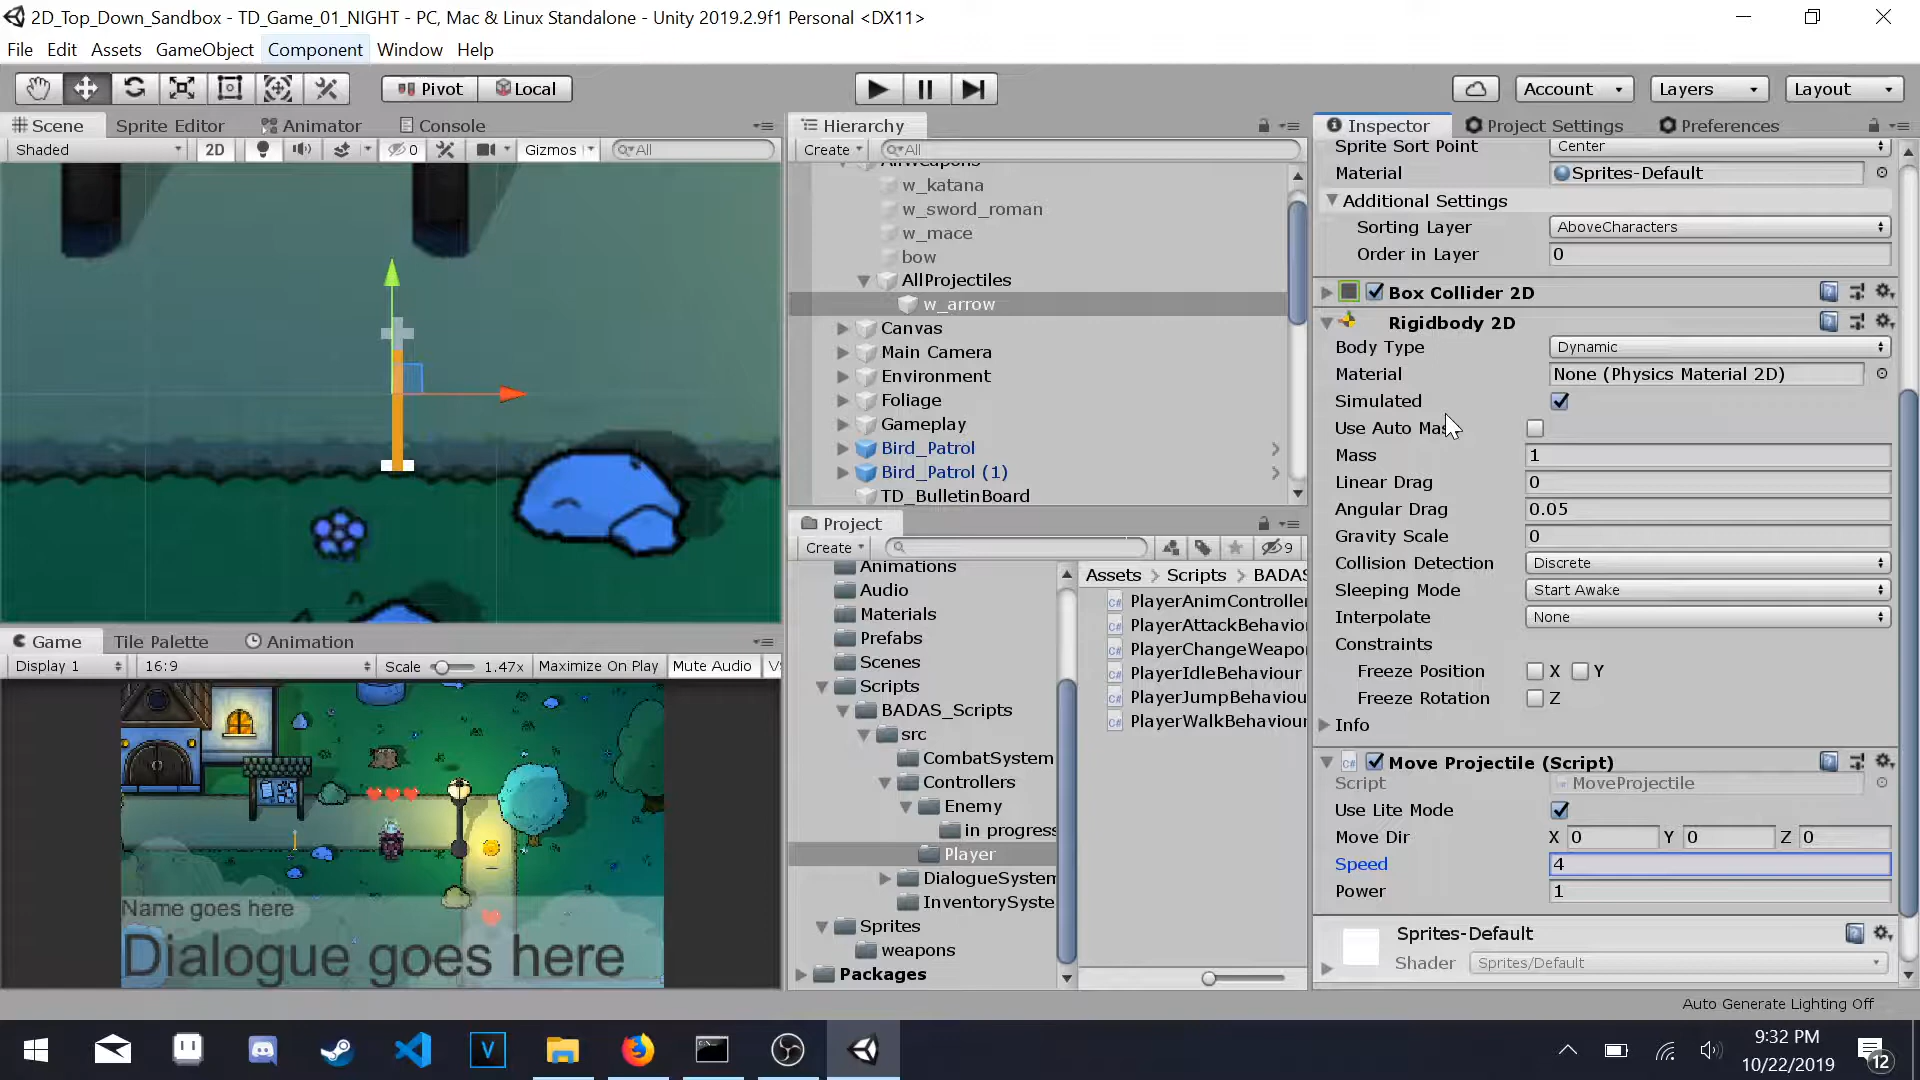 2D_Top_Down_Sandbox - TD_Game_01_NIGHT - PC, Mac & Linux Standalone - Unity 2019.2.9f1 Personal <DX11>
File Edit Assets GameObject Component Window Help
Pivot Local Account Layers Layout
Scene Sprite Editor Animator Console
Shaded 2D 0 Gizmos All
Hierarchy
Create All
AllWeapons
w_katana
w_sword_roman
w_mace
bow
AllProjectiles
w_arrow
Canvas
Main Camera
Environment
Foliage
Gameplay
Bird_Patrol
Bird_Patrol (1)
TD_BulletinBoard
Project
Create 9
Animations
Audio
Materials
Prefabs
Scenes
Scripts
BADAS_Scripts
src
CombatSystem
Controllers
Enemy
in progress
Player
DialogueSystem
InventorySyste
Sprites
weapons
Packages
Assets > Scripts > BADAS
PlayerAnimController
PlayerAttackBehaviou
PlayerChangeWeapon
PlayerIdleBehaviour
PlayerJumpBehaviour
PlayerWalkBehaviour
Game Tile Palette Animation
Display 1 16:9 Scale 1.47x Maximize On Play Mute Audio
Name goes here
Dialogue goes here
Inspector Project Settings Preferences
Sprite Sort Point Center
Material Sprites-Default
Additional Settings
Sorting Layer AboveCharacters
Order in Layer 0
Box Collider 2D
Rigidbody 2D
Body Type Dynamic
Material None (Physics Material 2D)
Simulated
Use Auto Mass
Mass 1
Linear Drag 0
Angular Drag 0.05
Gravity Scale 0
Collision Detection Discrete
Sleeping Mode Start Awake
Interpolate None
Constraints
Freeze Position X Y
Freeze Rotation Z
Info
Move Projectile (Script)
Script MoveProjectile
Use Lite Mode
Move Dir X 0 Y 0 Z 0
Speed 4
Power 1
Sprites-Default
Shader Sprites/Default
Auto Generate Lighting Off
9:32 PM
10/22/2019
12